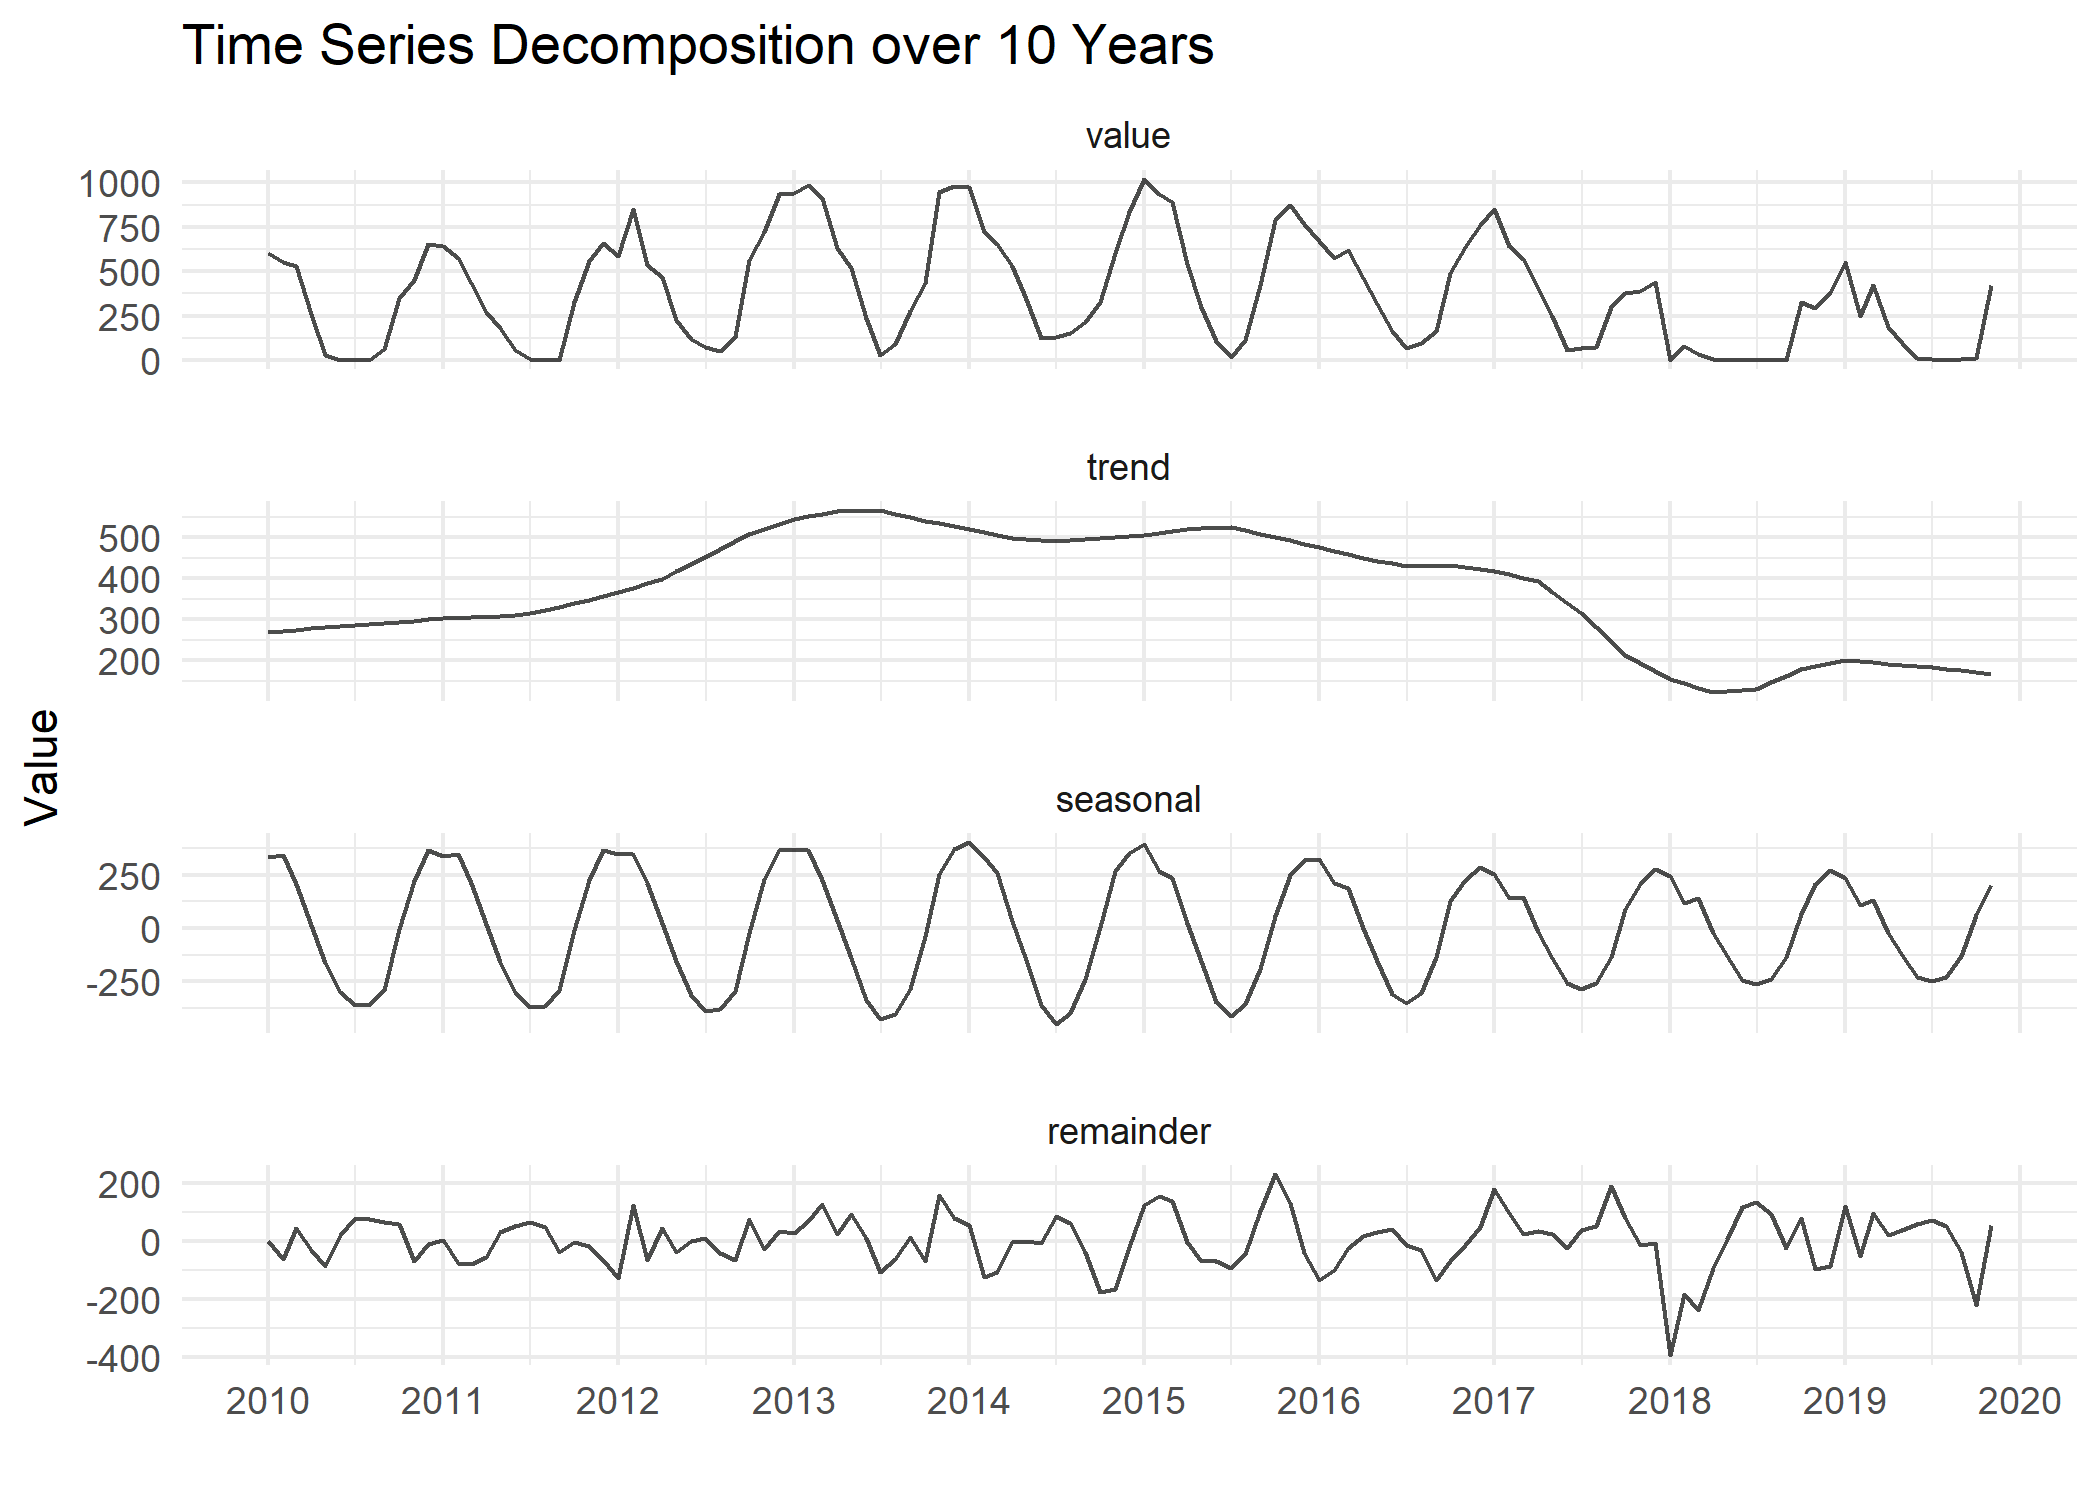 Time Series Decomposition over 10 Years
value
1000
750
500
250
0
trend
500
400
300
200
Value
seasonal
250
0
-250
remainder
200
0
-200
-400
2010 2011 2012 2013 2014 2015 2016 2017 2018 2019 2020